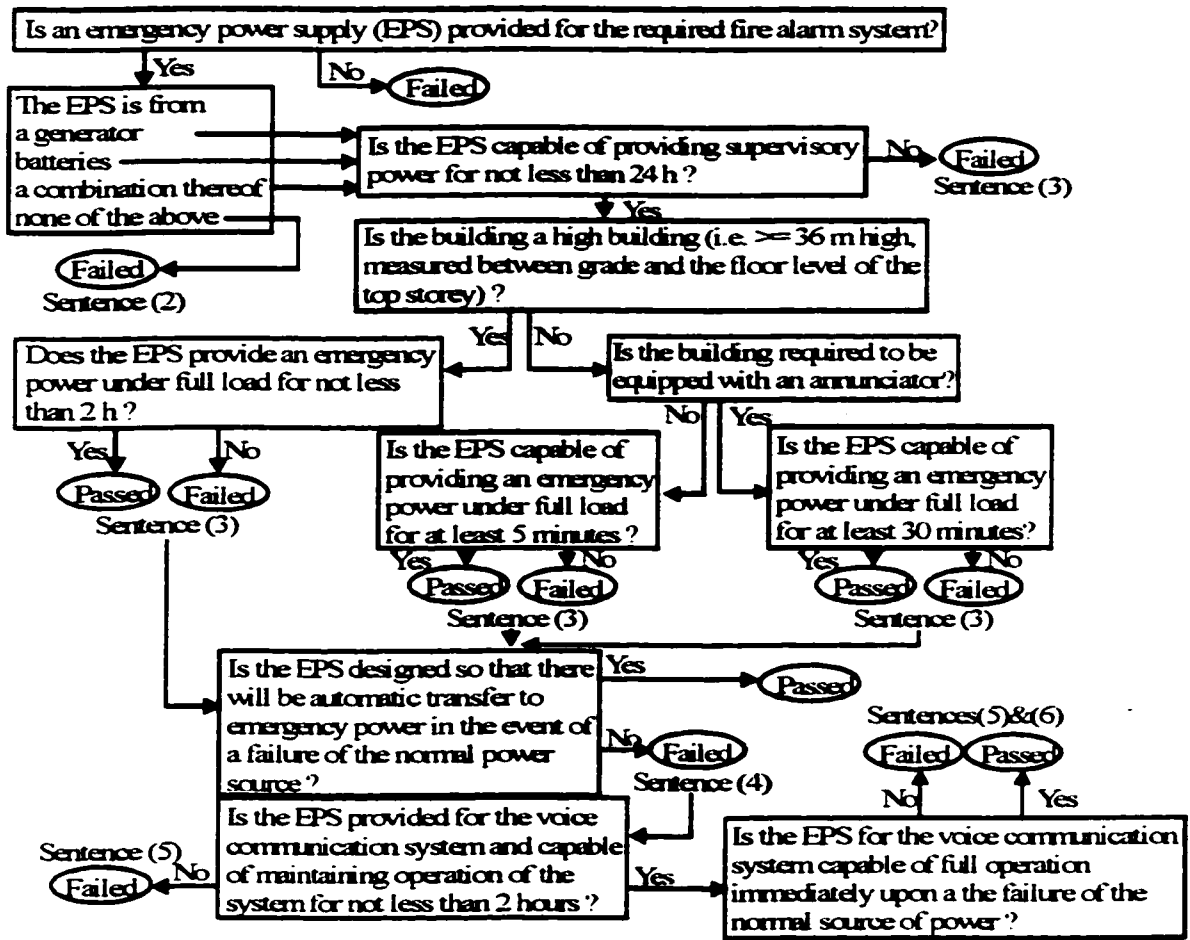 Is an emergency power supply (EPS) provided for the required fire alarm system?
Yes
No
Failed
The EPS is from
a generator
batteries
a combination thereof
none of the above
Is the EPS capable of providing supervisory
power for not less than 24 h ?
No
Failed
Sentence (3)
Yes
Failed
Sentence (2)
Is the building a high building (i.e. >= 36 m high,
measured between grade and the floor level of the
top storey) ?
Yes
No
Does the EPS provide an emergency
power under full load for not less
than 2 h ?
Is the building required to be
equipped with an annunciator?
Yes
No
Passed
Failed
Sentence (3)
No
Yes
Is the EPS capable of
providing an emergency
power under full load
for at least 5 minutes ?
Is the EPS capable of
providing an emergency
power under full load
for at least 30 minutes?
Yes
No
Passed
Failed
Sentence (3)
Yes
No
Passed
Failed
Sentence (3)
Is the EPS designed so that there
will be automatic transfer to
emergency power in the event of
a failure of the normal power
source ?
Yes
Passed
No
Failed
Sentence (4)
Sentences(5)&(6)
Failed
Passed
No
Yes
Is the EPS provided for the voice
communication system and capable
of maintaining operation of the
system for not less than 2 hours ?
Sentence (5)
No
Failed
Yes
Is the EPS for the voice communication
system capable of full operation
immediately upon a the failure of the
normal source of power ?